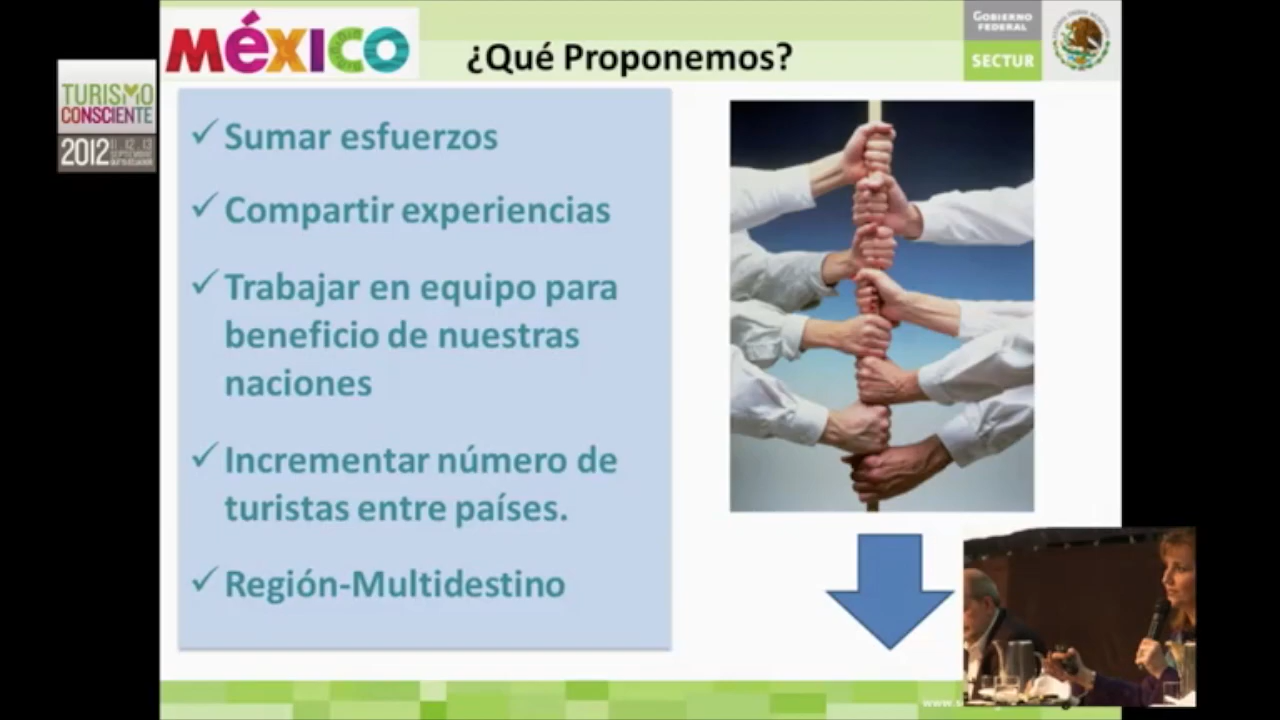 MéXICO
¿Qué Proponemos?
GOBIERNO
FEDERAL
SECTUR
TURISMO
CONSCIENTE
2012
✓ Sumar esfuerzos
✓ Compartir experiencias
✓ Trabajar en equipo para
beneficio de nuestras
naciones
✓ Incrementar número de
turistas entre países.
✓ Región-Multidestino